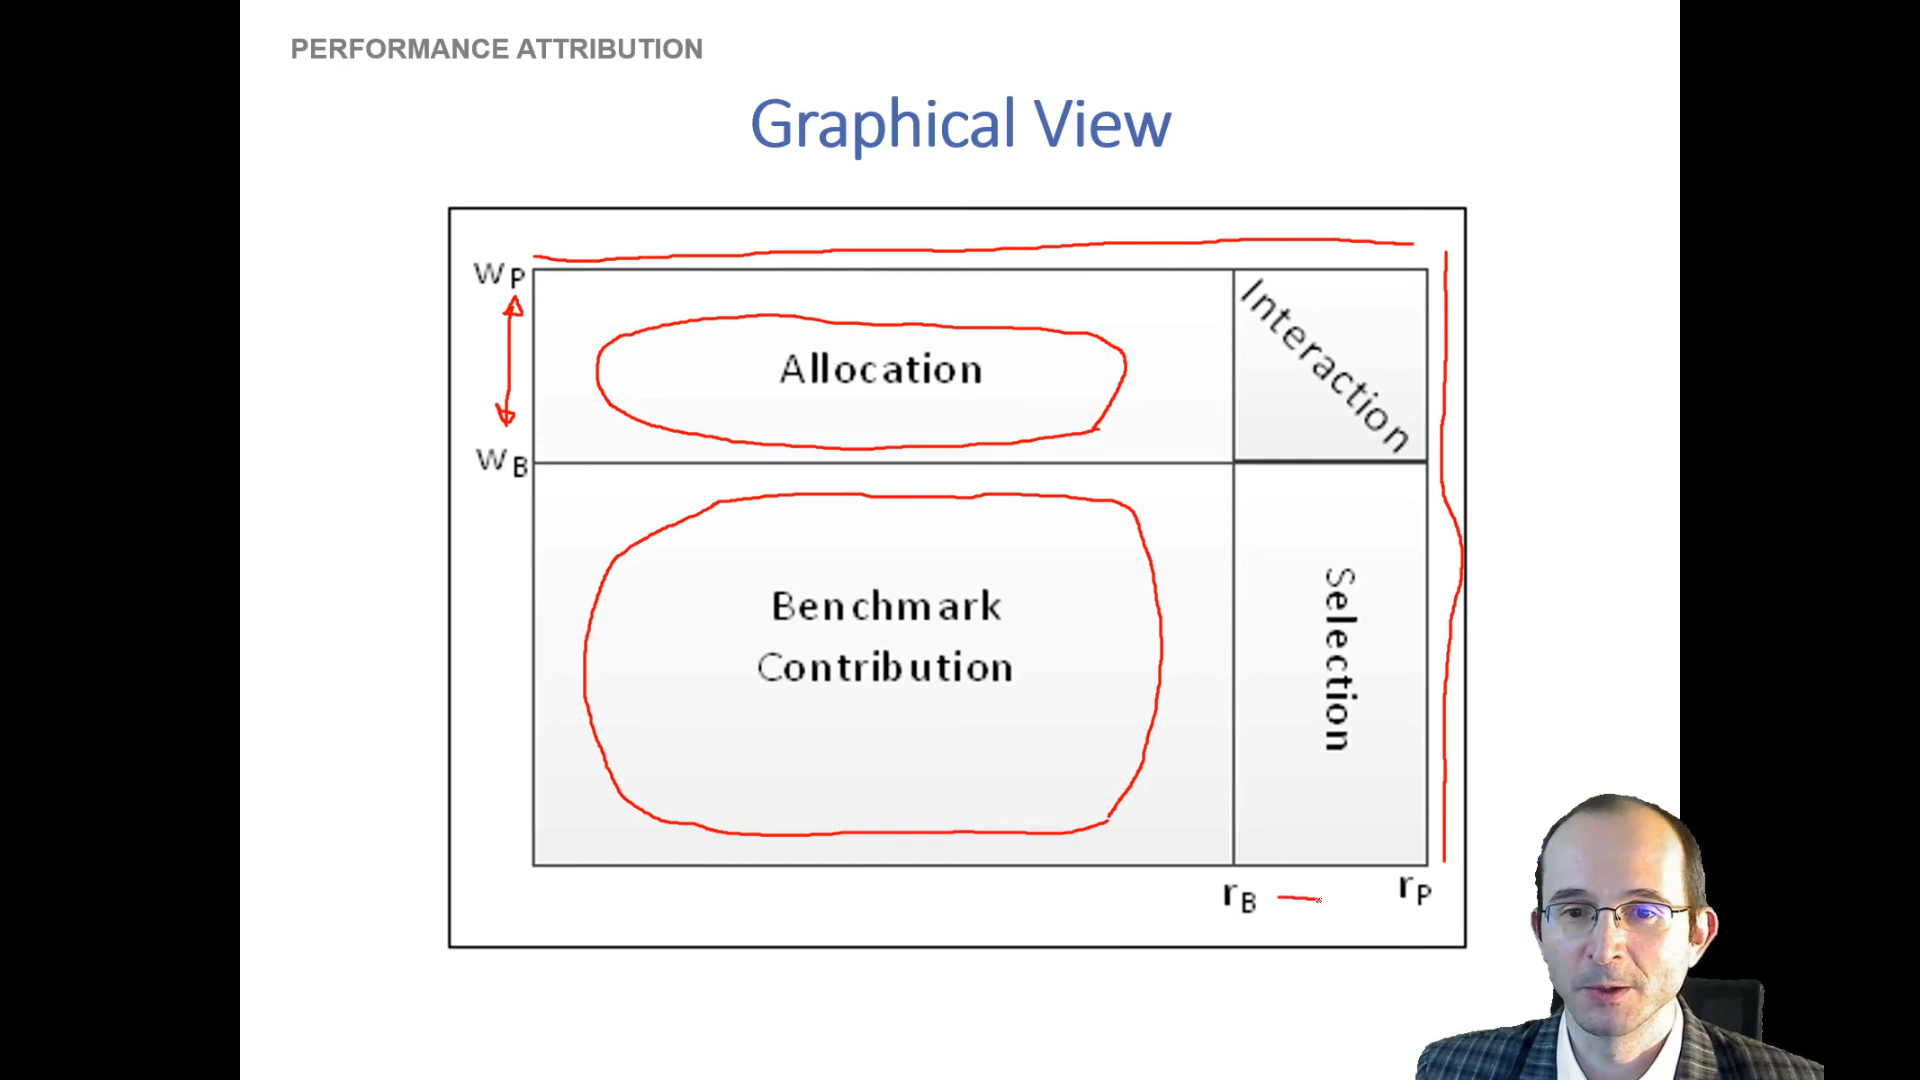 PERFORMANCE ATTRIBUTION
Graphical View
wP
Allocation
Interaction
wB
Benchmark
Contribution
Selection
rB
rP